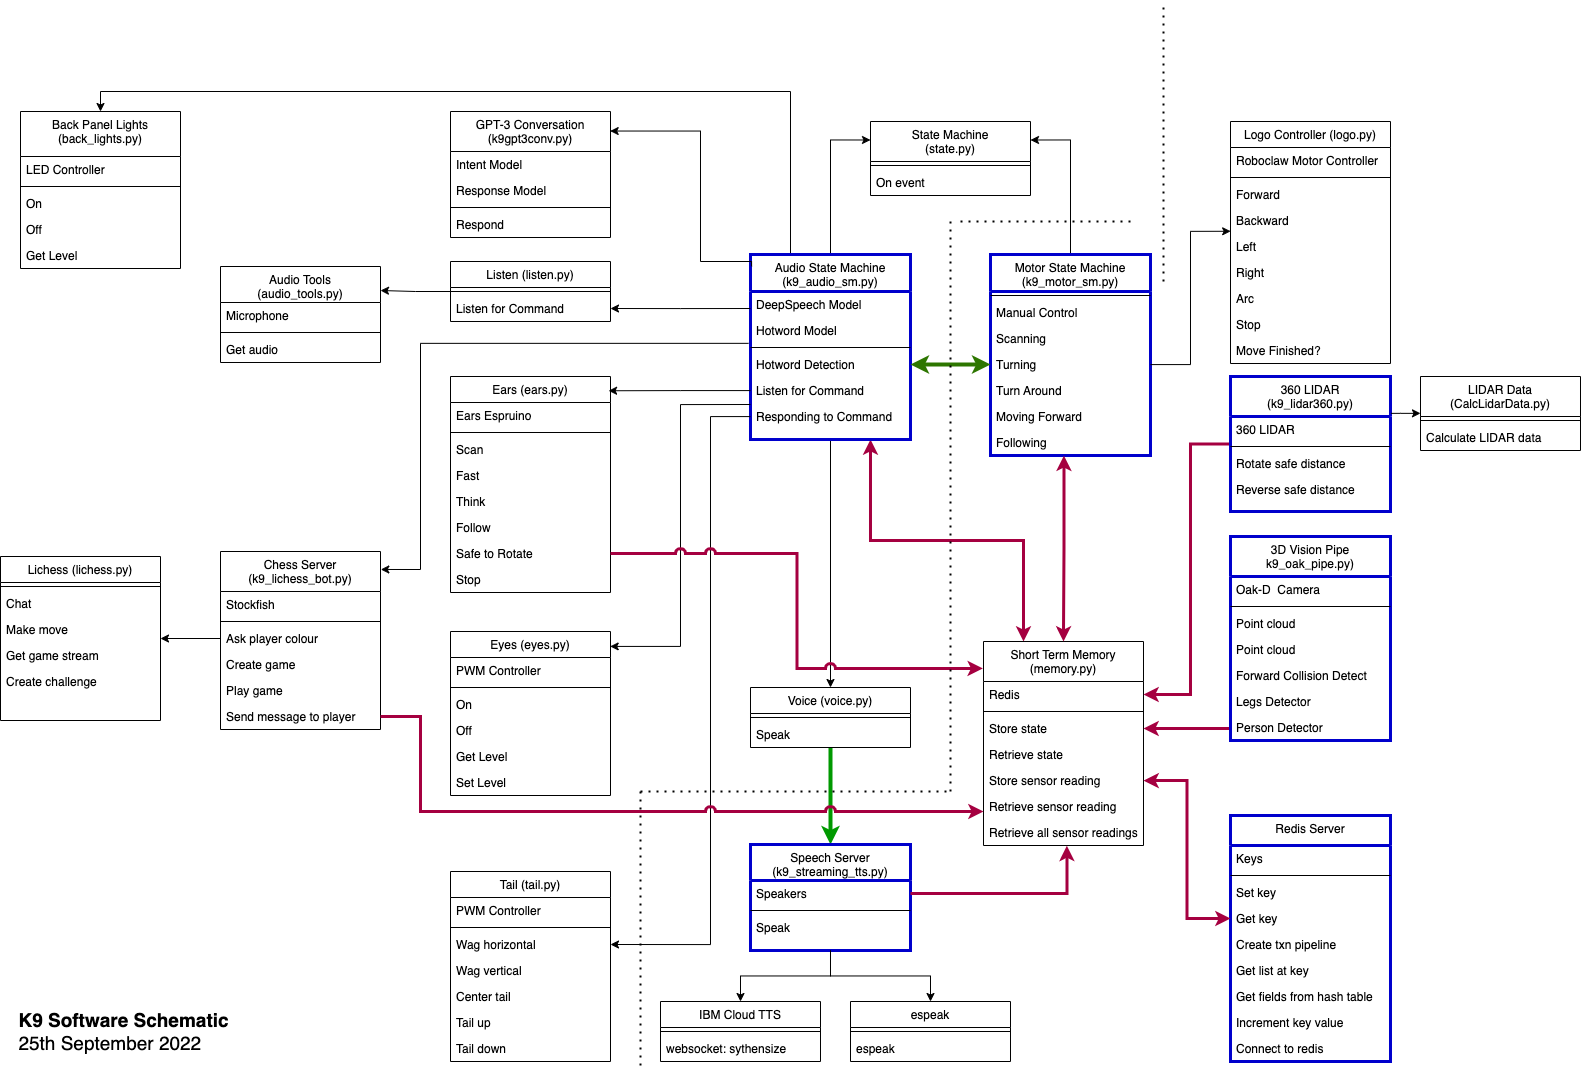 Back Panel Lights
(back_lights.py)
LED Controller
On
Off
Get Level
GPT-3 Conversation
(k9gpt3conv.py)
Intent Model
Response Model
Respond
State Machine
(state.py)
On event
Logo Controller (logo.py)
Roboclaw Motor Controller
Forward
Backward
Left
Right
Arc
Stop
Move Finished?
Audio Tools
(audio_tools.py)
Microphone
Get audio
Listen (listen.py)
Listen for Command
Audio State Machine
(k9_audio_sm.py)
DeepSpeech Model
Hotword Model
Hotword Detection
Listen for Command
Responding to Command
Motor State Machine
(k9_motor_sm.py)
Manual Control
Scanning
Turning
Turn Around
Moving Forward
Following
360 LIDAR
(k9_lidar360.py)
360 LIDAR
Rotate safe distance
Reverse safe distance
LIDAR Data
(CalcLidarData.py)
Calculate LIDAR data
Ears (ears.py)
Ears Espruino
Scan
Fast
Think
Follow
Safe to Rotate
Stop
Lichess (lichess.py)
Chat
Make move
Get game stream
Create challenge
Chess Server
(k9_lichess_bot.py)
Stockfish
Ask player colour
Create game
Play game
Send message to player
3D Vision Pipe
k9_oak_pipe.py)
Oak-D  Camera
Point cloud
Point cloud
Forward Collision Detect
Legs Detector
Person Detector
Eyes (eyes.py)
PWM Controller
On
Off
Get Level
Set Level
Voice (voice.py)
Speak
Short Term Memory
(memory.py)
Redis
Store state
Retrieve state
Store sensor reading
Retrieve sensor reading
Retrieve all sensor readings
Redis Server
Keys
Set key
Get key
Create txn pipeline
Get list at key
Get fields from hash table
Increment key value
Connect to redis
Speech Server
(k9_streaming_tts.py)
Speakers
Speak
Tail (tail.py)
PWM Controller
Wag horizontal
Wag vertical
Center tail
Tail up
Tail down
IBM Cloud TTS
websocket: sythensize
espeak
espeak
K9 Software Schematic
25th September 2022